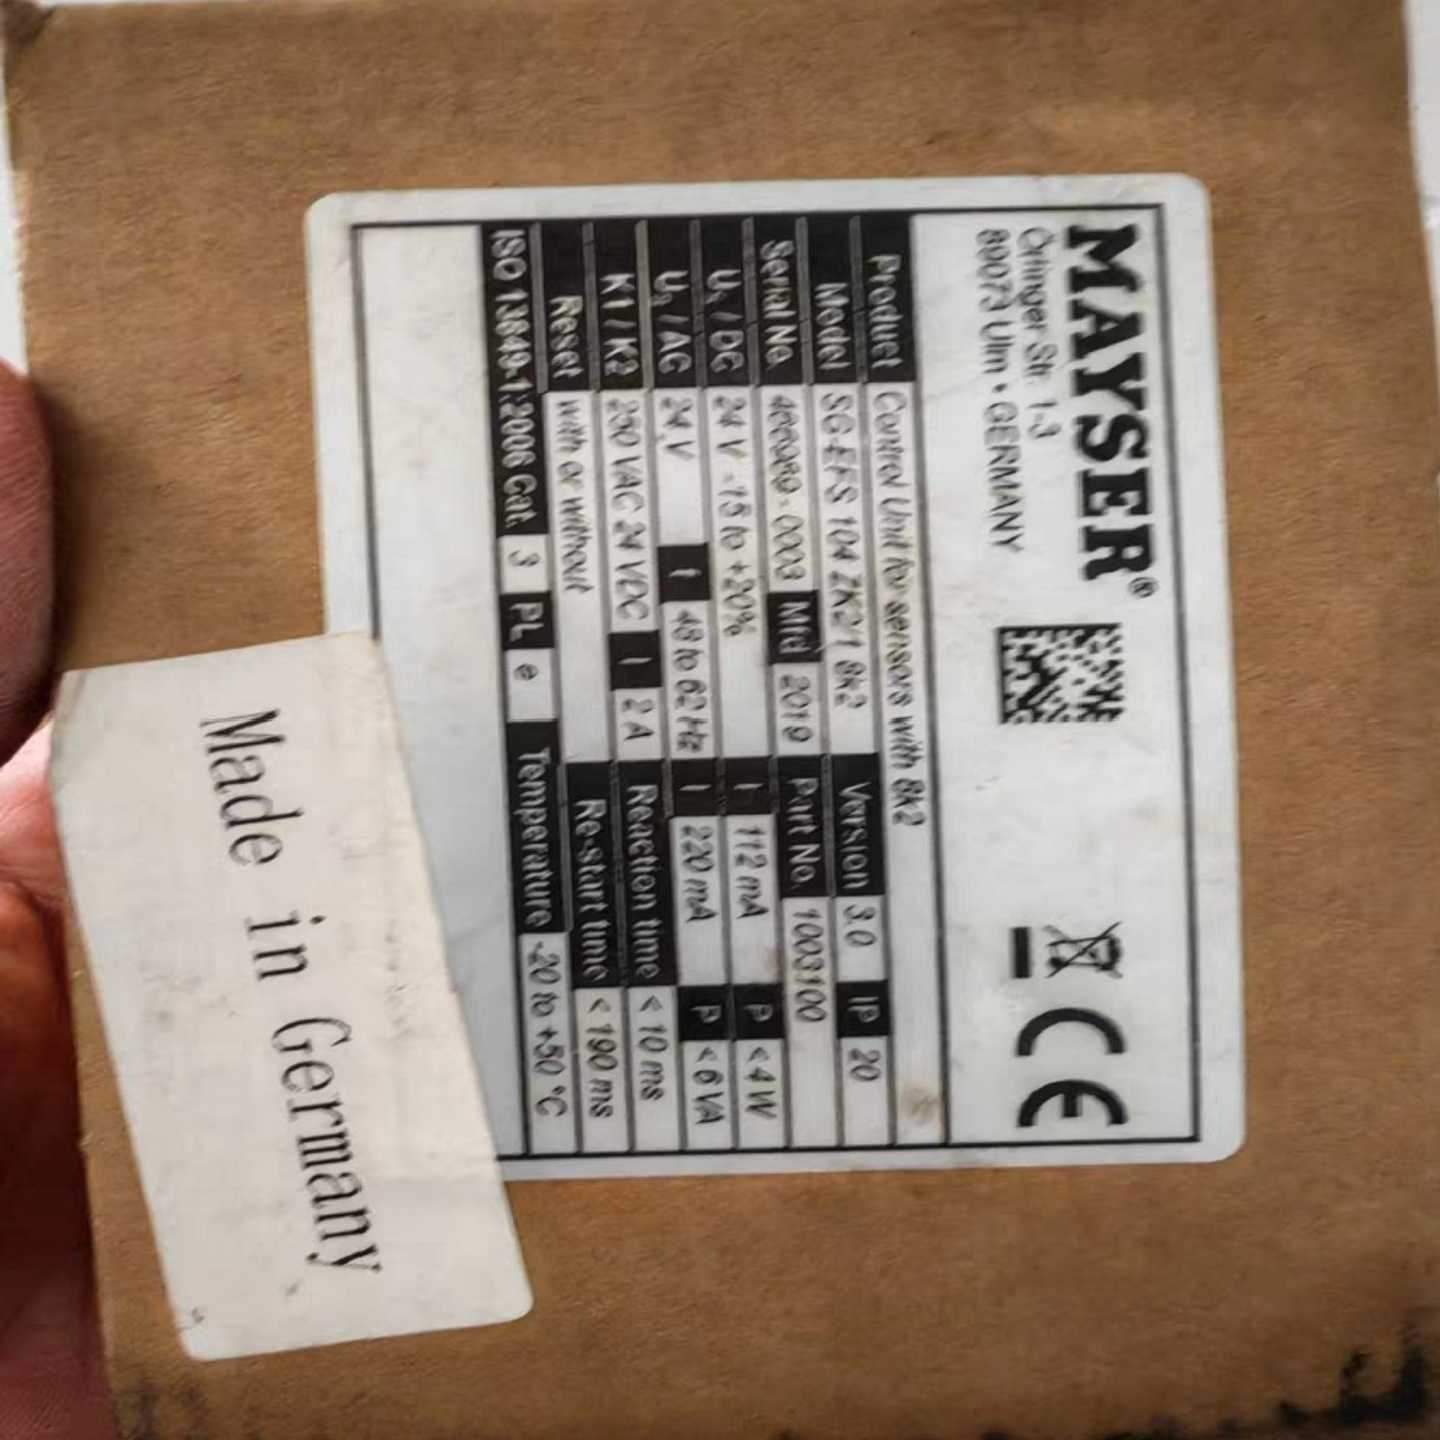 MAYSER®
Örlinger Str. 1-3
89073 Ulm • GERMANY
CE
Product Control Unit for sensors with 8k2
Model SG-EFS 104 ZK2/1 8k2 Version 3.0 IP 20
Serial No. Mfd 2019 Part No. 1003100
/ DC 24 V -15 to +20% I 112 mA P < 4 W
/ AC 24 V f 48 to 62 Hz I 220 mA P < 6 VA
K1 / K2 250 VAC 24 VDC I 2 A Reaction time < 10 ms
Reset with or without Re-start time < 190 ms
ISO 13849-1:2006 Cat. 3 PL e Temperature -20 to +50 °C
Made in Germany